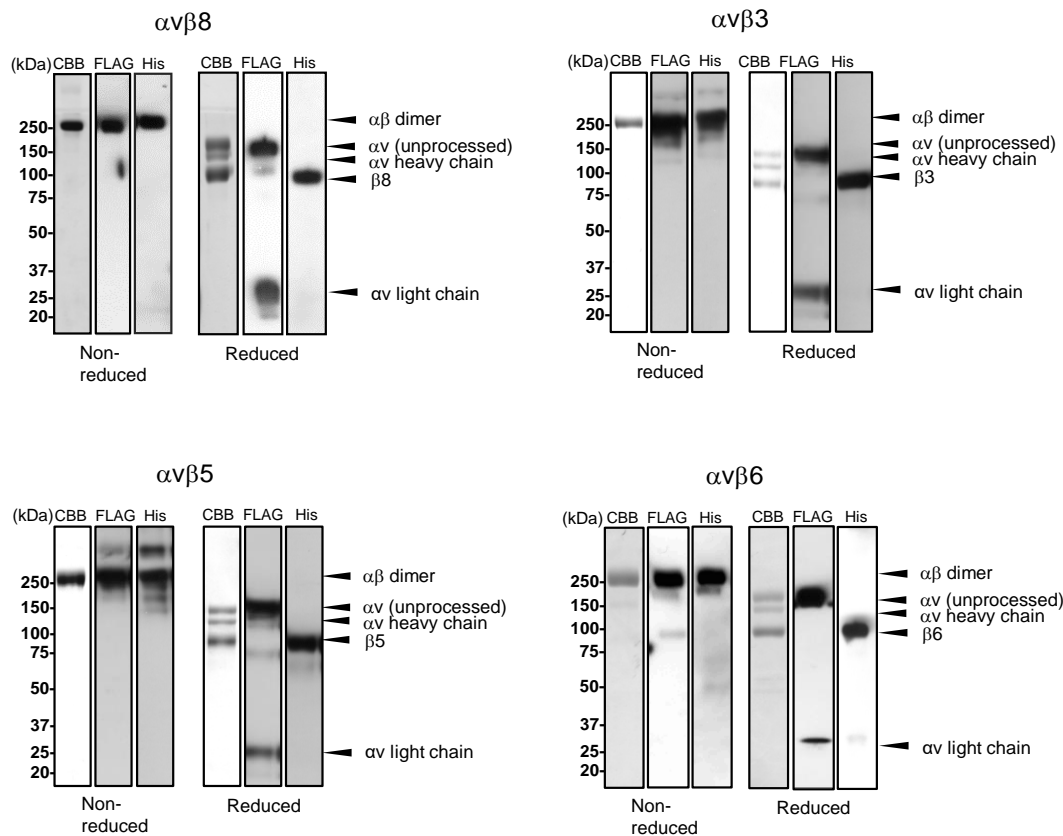 αvβ8
(kDa) CBB FLAG His CBB FLAG His
250-
150-
100-
75-
50-
37-
25-
20-
αβ dimer
αv (unprocessed)
αv heavy chain
β8
αv light chain
Non-
reduced
Reduced
αvβ3
(kDa) CBB FLAG His CBB FLAG His
250-
150-
100-
75-
50-
37-
25-
20-
αβ dimer
αv (unprocessed)
αv heavy chain
β3
αv light chain
Non-
reduced
Reduced
αvβ5
(kDa) CBB FLAG His CBB FLAG His
250-
150-
100-
75-
50-
37-
25-
20-
αβ dimer
αv (unprocessed)
αv heavy chain
β5
αv light chain
Non-
reduced
Reduced
αvβ6
(kDa) CBB FLAG His CBB FLAG His
250-
150-
100-
75-
50-
37-
25-
20-
αβ dimer
αv (unprocessed)
αv heavy chain
β6
αv light chain
Non-
reduced
Reduced